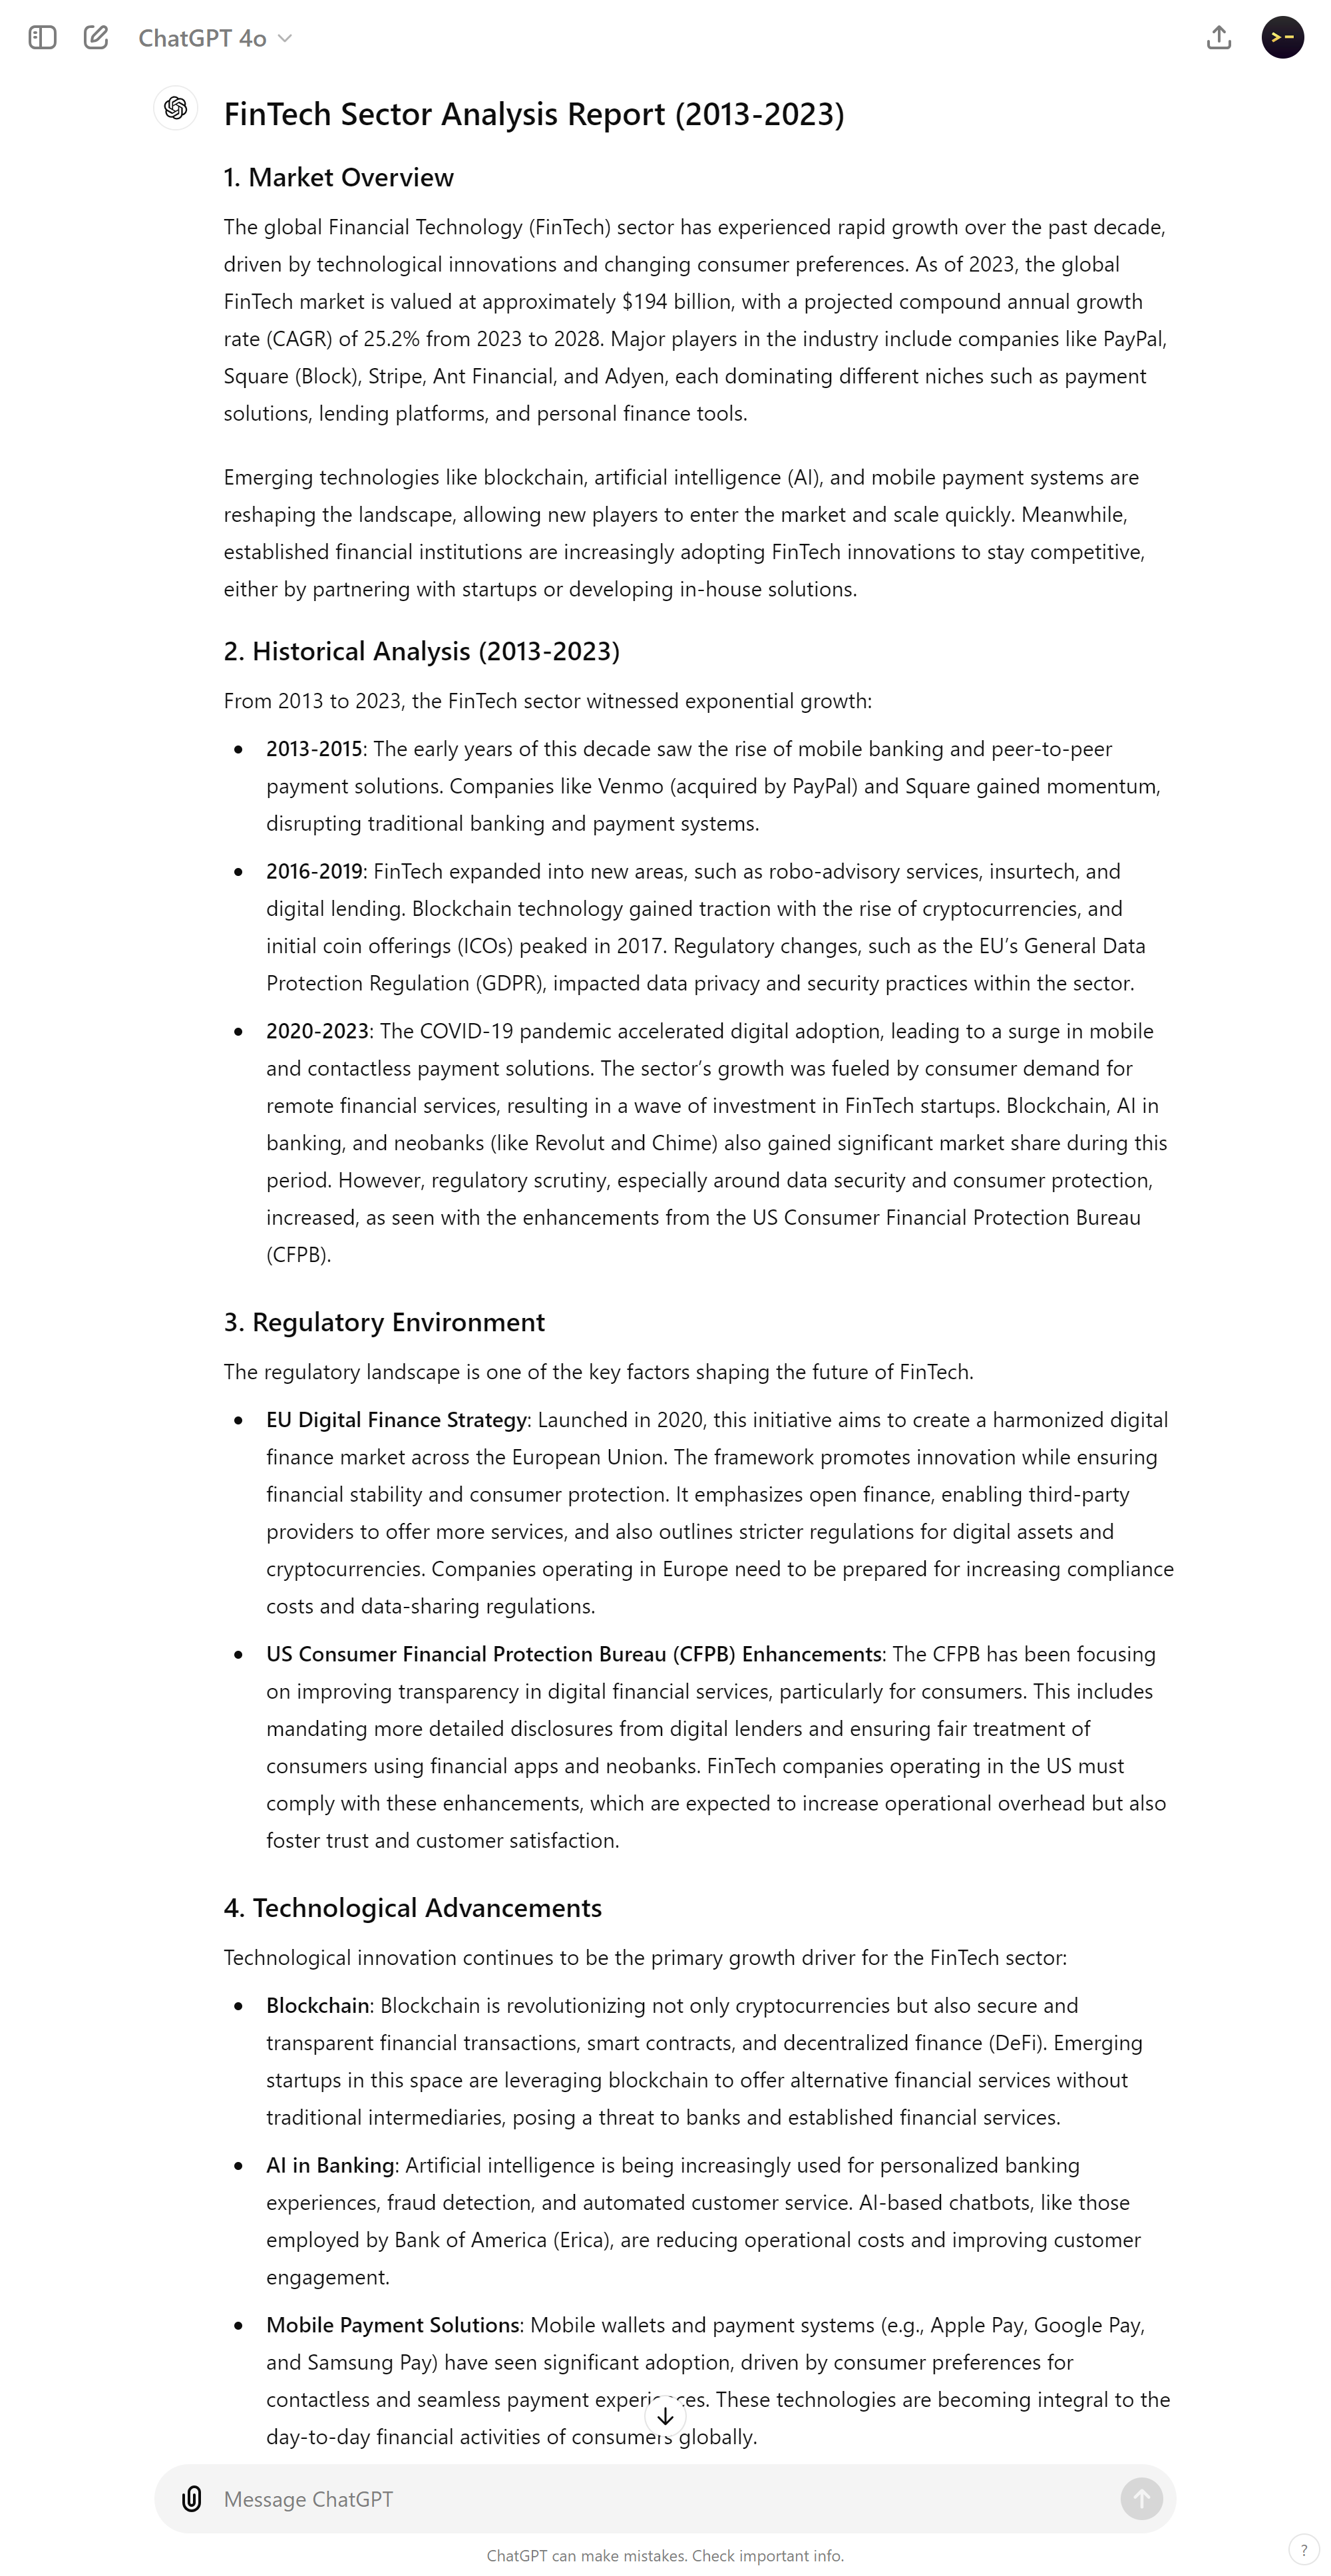 ChatGPT 4o
FinTech Sector Analysis Report (2013-2023)
1. Market Overview
The global Financial Technology (FinTech) sector has experienced rapid growth over the past decade,
driven by technological innovations and changing consumer preferences. As of 2023, the global
FinTech market is valued at approximately $194 billion, with a projected compound annual growth
rate (CAGR) of 25.2% from 2023 to 2028. Major players in the industry include companies like PayPal,
Square (Block), Stripe, Ant Financial, and Adyen, each dominating different niches such as payment
solutions, lending platforms, and personal finance tools.
Emerging technologies like blockchain, artificial intelligence (AI), and mobile payment systems are
reshaping the landscape, allowing new players to enter the market and scale quickly. Meanwhile,
established financial institutions are increasingly adopting FinTech innovations to stay competitive,
either by partnering with startups or developing in-house solutions.
2. Historical Analysis (2013-2023)
From 2013 to 2023, the FinTech sector witnessed exponential growth:
• 2013-2015: The early years of this decade saw the rise of mobile banking and peer-to-peer
payment solutions. Companies like Venmo (acquired by PayPal) and Square gained momentum,
disrupting traditional banking and payment systems.
• 2016-2019: FinTech expanded into new areas, such as robo-advisory services, insurtech, and
digital lending. Blockchain technology gained traction with the rise of cryptocurrencies, and
initial coin offerings (ICOs) peaked in 2017. Regulatory changes, such as the EU’s General Data
Protection Regulation (GDPR), impacted data privacy and security practices within the sector.
• 2020-2023: The COVID-19 pandemic accelerated digital adoption, leading to a surge in mobile
and contactless payment solutions. The sector’s growth was fueled by consumer demand for
remote financial services, resulting in a wave of investment in FinTech startups. Blockchain, AI in
banking, and neobanks (like Revolut and Chime) also gained significant market share during this
period. However, regulatory scrutiny, especially around data security and consumer protection,
increased, as seen with the enhancements from the US Consumer Financial Protection Bureau
(CFPB).
3. Regulatory Environment
The regulatory landscape is one of the key factors shaping the future of FinTech.
• EU Digital Finance Strategy: Launched in 2020, this initiative aims to create a harmonized digital
finance market across the European Union. The framework promotes innovation while ensuring
financial stability and consumer protection. It emphasizes open finance, enabling third-party
providers to offer more services, and also outlines stricter regulations for digital assets and
cryptocurrencies. Companies operating in Europe need to be prepared for increasing compliance
costs and data-sharing regulations.
• US Consumer Financial Protection Bureau (CFPB) Enhancements: The CFPB has been focusing
on improving transparency in digital financial services, particularly for consumers. This includes
mandating more detailed disclosures from digital lenders and ensuring fair treatment of
consumers using financial apps and neobanks. FinTech companies operating in the US must
comply with these enhancements, which are expected to increase operational overhead but also
foster trust and customer satisfaction.
4. Technological Advancements
Technological innovation continues to be the primary growth driver for the FinTech sector:
• Blockchain: Blockchain is revolutionizing not only cryptocurrencies but also secure and
transparent financial transactions, smart contracts, and decentralized finance (DeFi). Emerging
startups in this space are leveraging blockchain to offer alternative financial services without
traditional intermediaries, posing a threat to banks and established financial services.
• AI in Banking: Artificial intelligence is being increasingly used for personalized banking
experiences, fraud detection, and automated customer service. AI-based chatbots, like those
employed by Bank of America (Erica), are reducing operational costs and improving customer
engagement.
• Mobile Payment Solutions: Mobile wallets and payment systems (e.g., Apple Pay, Google Pay,
and Samsung Pay) have seen significant adoption, driven by consumer preferences for
contactless and seamless payment experiences. These technologies are becoming integral to the
day-to-day financial activities of consumers globally.
Message ChatGPT
ChatGPT can make mistakes. Check important info.
?